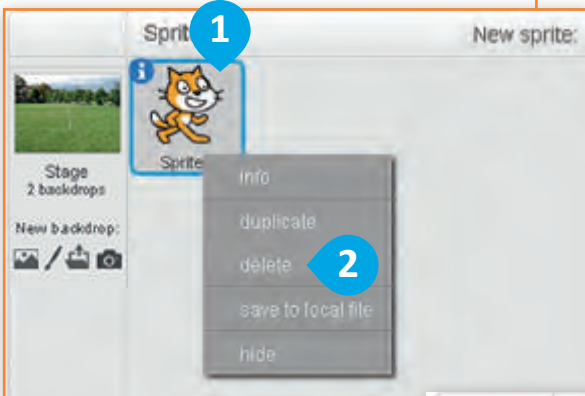 Sprit 1 New sprite:
Sprite
Stage
2 backdrops
New backdrop:
info
duplicate
delete 2
save to local file
hide